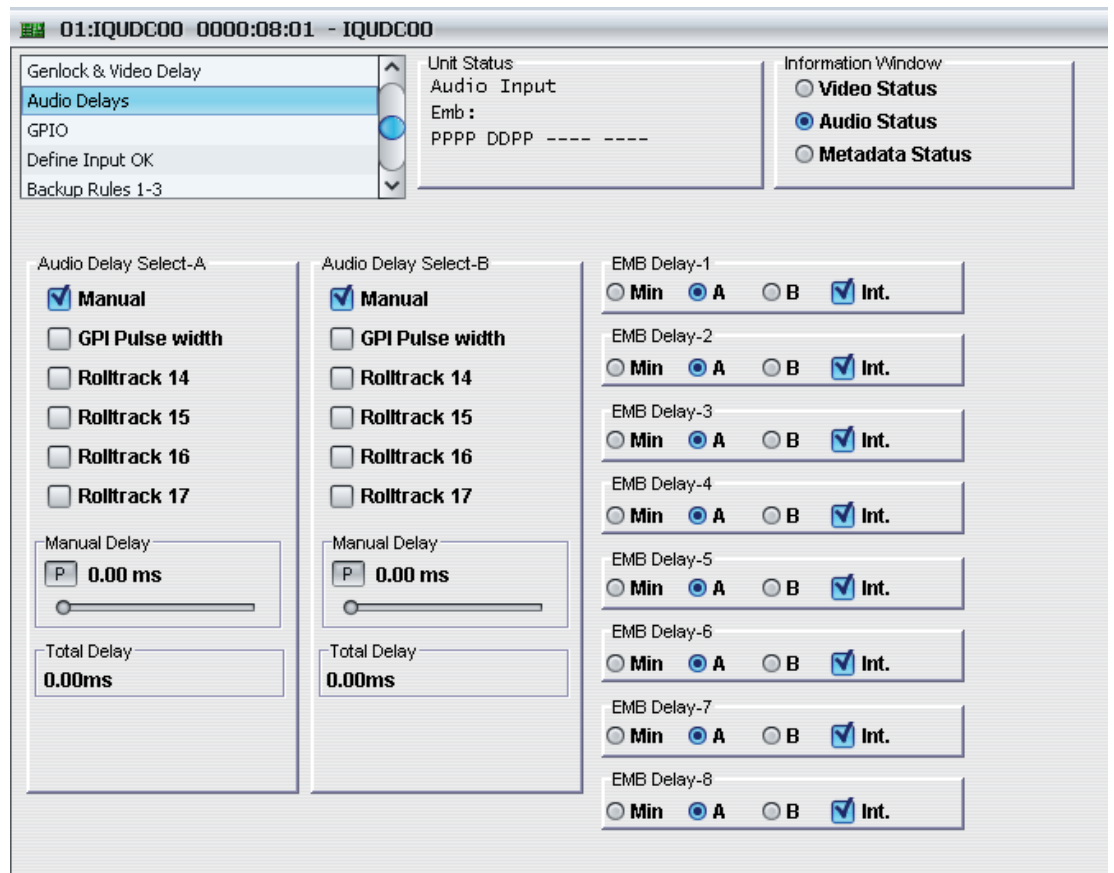 01:IQUDC00 0000:08:01 - IQUDC00
Genlock & Video Delay
Audio Delays
GPIO
Define Input OK
Backup Rules 1-3
Unit Status
Audio Input
Emb:
PPPP DDPP ---- ----
Information Window
Video Status
Audio Status
Metadata Status
Audio Delay Select-A
Manual
GPI Pulse width
Rolltrack 14
Rolltrack 15
Rolltrack 16
Rolltrack 17
Manual Delay
P 0.00 ms
Total Delay
0.00ms
Audio Delay Select-B
Manual
GPI Pulse width
Rolltrack 14
Rolltrack 15
Rolltrack 16
Rolltrack 17
Manual Delay
P 0.00 ms
Total Delay
0.00ms
EMB Delay-1
Min A B Int.
EMB Delay-2
Min A B Int.
EMB Delay-3
Min A B Int.
EMB Delay-4
Min A B Int.
EMB Delay-5
Min A B Int.
EMB Delay-6
Min A B Int.
EMB Delay-7
Min A B Int.
EMB Delay-8
Min A B Int.